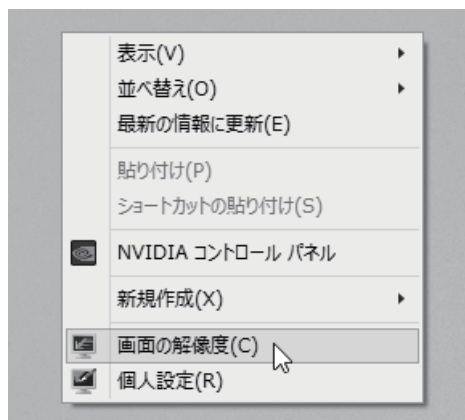 表示(V)
並べ替え(O)
最新の情報に更新(E)
貼り付け(P)
ショートカットの貼り付け(S)
NVIDIA コントロール パネル
新規作成(X)
画面の解像度(C)
個人設定(R)